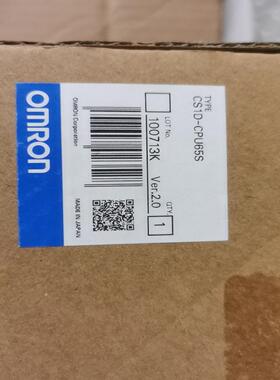 TYPE
CS1D-CPU65S
LOT No.
100713K Ver.2.0
QTY
1
OMRON
OMRON Corporation
MADE IN JAPAN